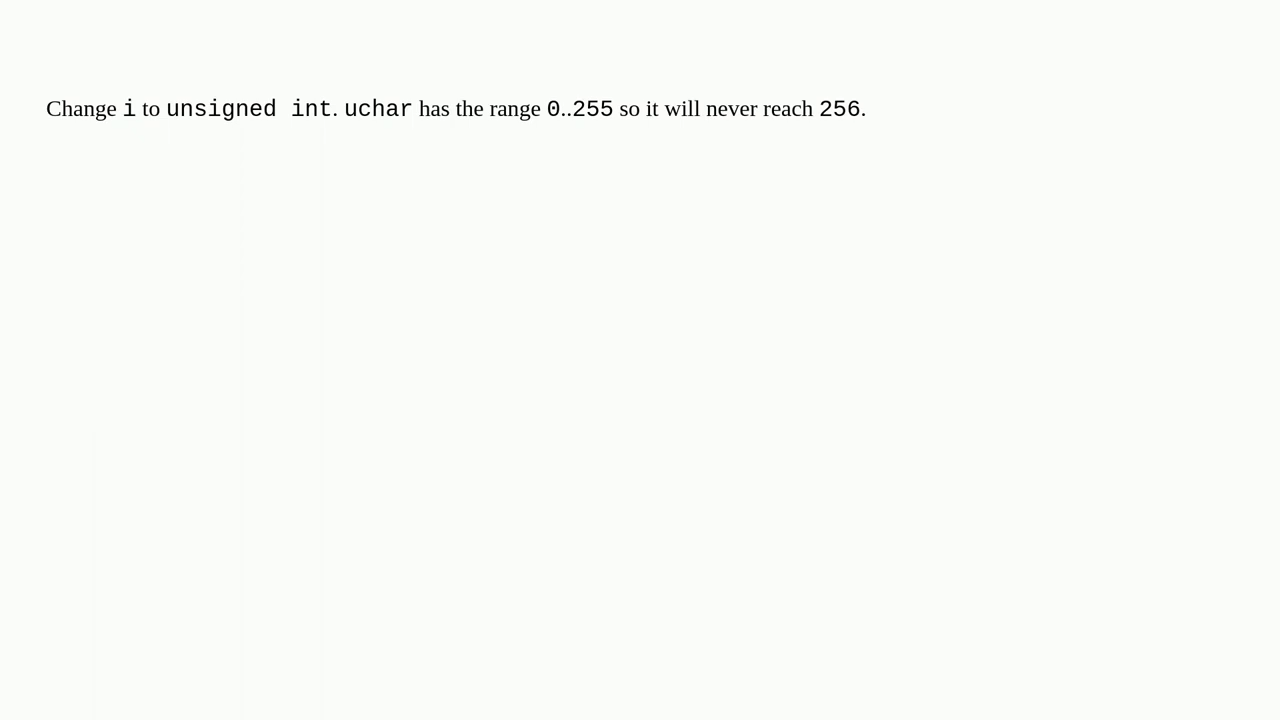 Change i to unsigned int. uchar has the range 0..255 so it will never reach 256.